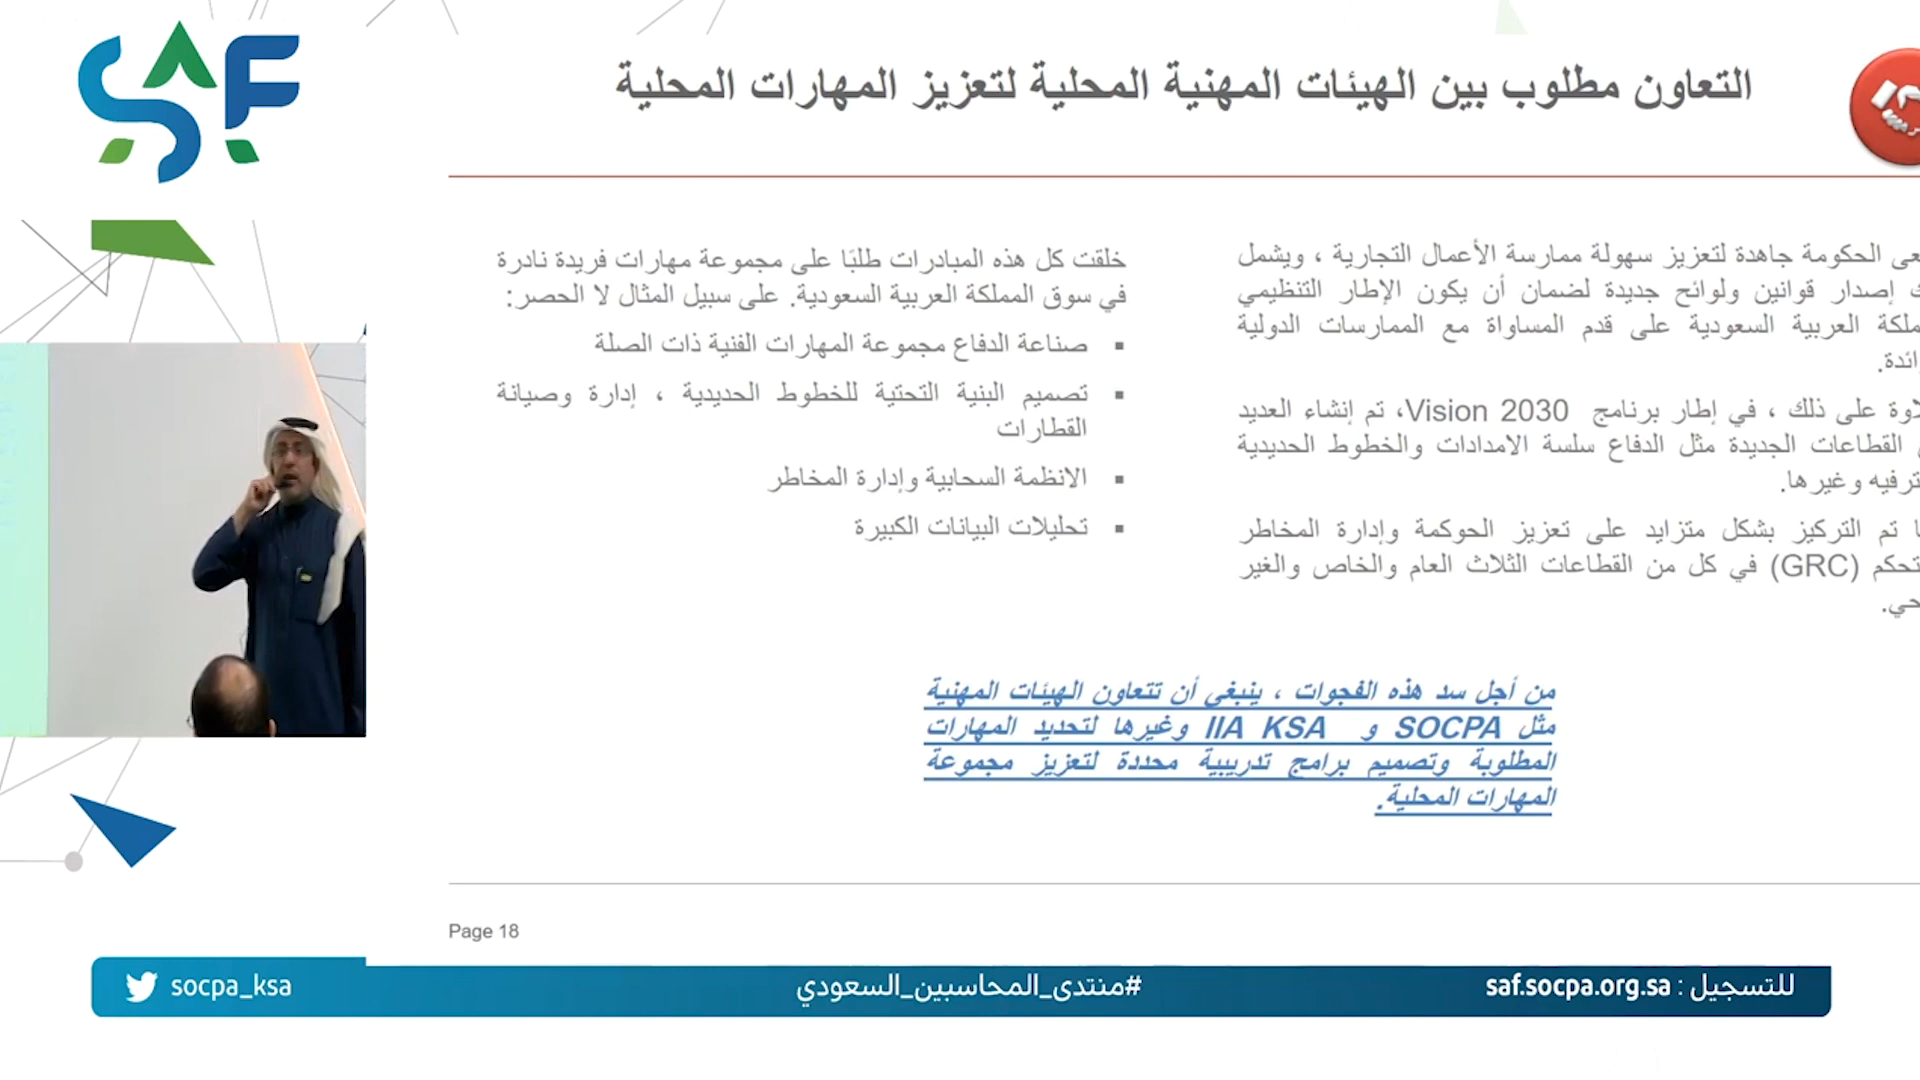 SAF
التعاون مطلوب بين الهيئات المهنية المحلية لتعزيز المهارات المحلية
الحكومة جاهدة لتعزيز سهولة ممارسة الأعمال التجارية ، ويشمل
إصدار قوانين ولوائح جديدة لضمان أن يكون الإطار التنظيمي
العربية السعودية على قدم المساواة مع الممارسات الدولية
على ذلك ، في إطار برنامج Vision 2030، تم إنشاء العديد
القطاعات الجديدة مثل الدفاع سلسة الامدادات والخطوط الحديدية
وغيرها.
تم التركيز بشكل متزايد على تعزيز الحوكمة وإدارة المخاطر
(GRC) في كل من القطاعات الثلاث العام والخاص والغير
خلقت كل هذه المبادرات طلبًا على مجموعة مهارات فريدة نادرة
في سوق المملكة العربية السعودية. على سبيل المثال لا الحصر:
▪ صناعة الدفاع مجموعة المهارات الفنية ذات الصلة
▪ تصميم البنية التحتية للخطوط الحديدية ، إدارة وصيانة
القطارات
▪ الانظمة السحابية وإدارة المخاطر
▪ تحليلات البيانات الكبيرة
من أجل سد هذه الفجوات ، ينبغي أن تتعاون الهيئات المهنية
مثل SOCPA و IIA KSA وغيرها لتحديد المهارات
المطلوبة وتصميم برامج تدريبية محددة لتعزيز مجموعة
المهارات المحلية.
Page 18
للتسجيل : saf.socpa.org.sa
#منتدى_المحاسبين_السعودي
socpa_ksa